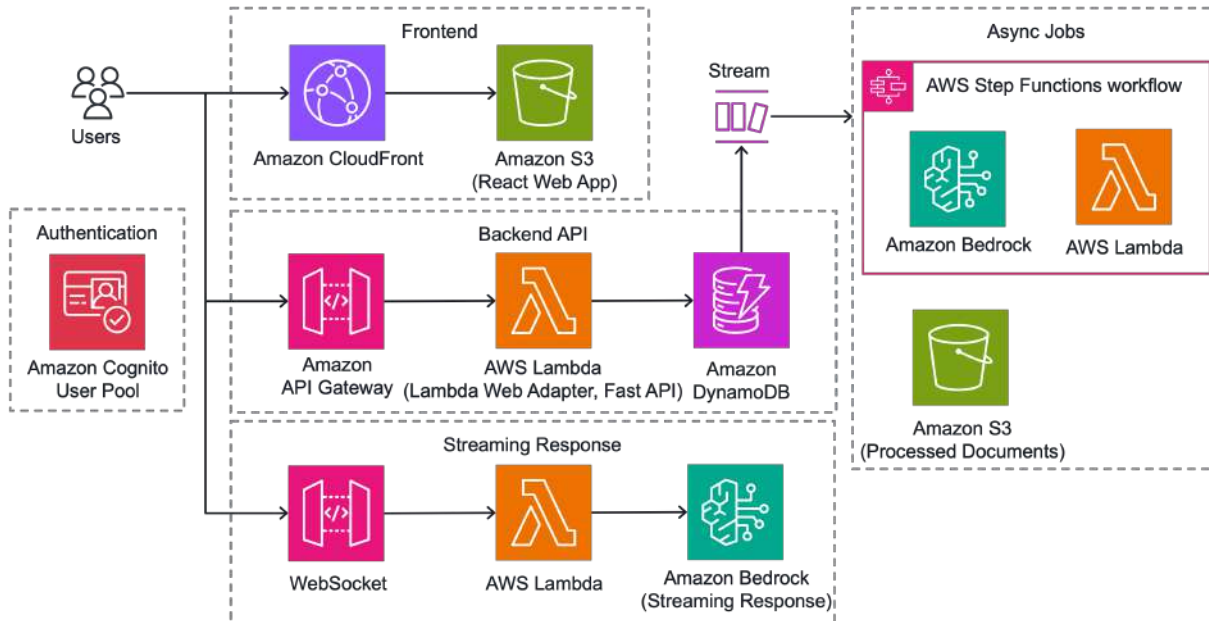 Users
Frontend
Amazon CloudFront
Amazon S3
(React Web App)
Authentication
Amazon Cognito
User Pool
Backend API
Amazon
API Gateway
AWS Lambda
(Lambda Web Adapter, Fast API)
Amazon
DynamoDB
Streaming Response
WebSocket
AWS Lambda
Amazon Bedrock
(Streaming Response)
Stream
Async Jobs
AWS Step Functions workflow
Amazon Bedrock
AWS Lambda
Amazon S3
(Processed Documents)